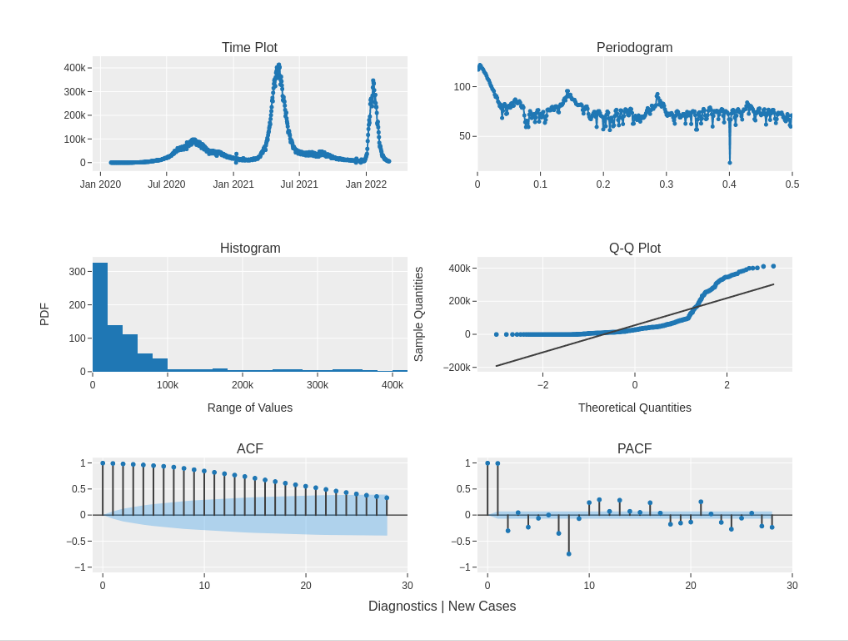 Time Plot
400k
300k
200k
100k
0
Jan 2020 Jul 2020 Jan 2021 Jul 2021 Jan 2022
Periodogram
100
50
0 0.1 0.2 0.3 0.4 0.5
Histogram
PDF
300
200
100
0
0 100k 200k 300k 400k
Range of Values
Q-Q Plot
Sample Quantities
400k
200k
0
−200k
−2 0 2
Theoretical Quantities
ACF
1
0.5
0
−0.5
−1
0 10 20 30
PACF
1
0.5
0
−0.5
−1
0 10 20 30
Diagnostics | New Cases